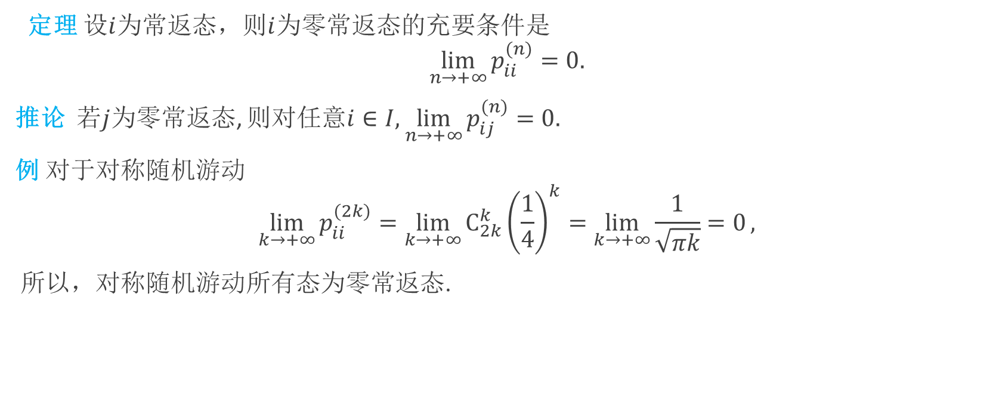 定理 设i为常返态，则i为零常返态的充要条件是
$\lim_{n\to+\infty} p_{ii}^{(n)} = 0.$
推论 若j为零常返态,则对任意$i \in I$, $\lim_{n\to+\infty} p_{ij}^{(n)} = 0.$
例 对于对称随机游动
$\lim_{k\to+\infty} p_{ii}^{(2k)} = \lim_{k\to+\infty} \mathrm{C}_{2k}^{k} \left(\frac{1}{4}\right)^{k} = \lim_{k\to+\infty} \frac{1}{\sqrt{\pi k}} = 0,$
所以，对称随机游动所有态为零常返态.